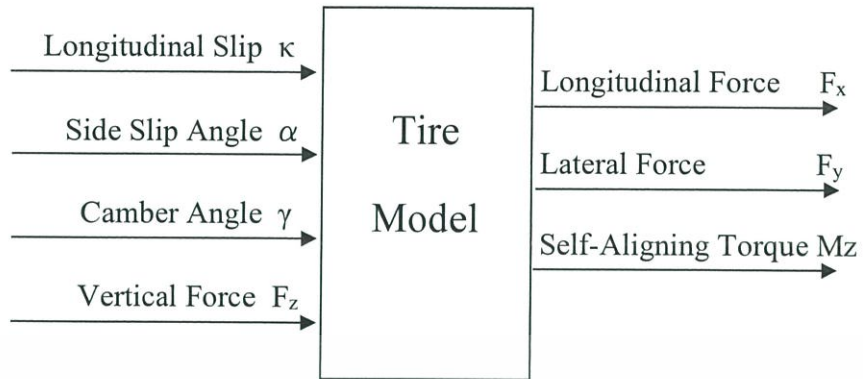 Longitudinal Slip κ
Side Slip Angle α
Camber Angle γ
Vertical Force Fz
Tire
Model
Longitudinal Force Fx
Lateral Force Fy
Self-Aligning Torque Mz